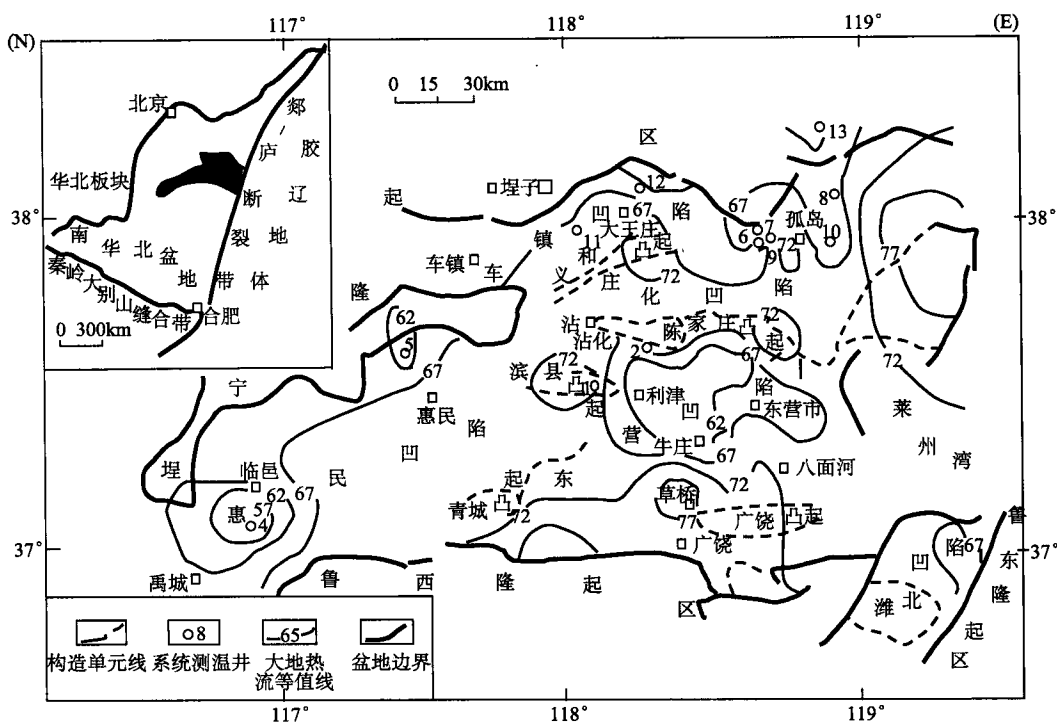 117°
118°
119°
(N)
(E)
0 15 30km
北京
郯
庐
胶
断
辽
裂
地
带
体
华北板块
南
华
北
盆
地
秦岭大别山缝合带
合肥
0 300km
38°
38°
37°
37°
区
起
埕子
12
13
67
8
凹
陷
大王庄
凸
起
67
7
孤岛
6
72
10
9
11
镇
和
义
庄
72
化
凹
陷
77
车镇
车
隆
62
5
67
沾化
沾化
陈
家
庄
凸
72
起
2
67
1
72
滨
县
72
凸
10
起
利津
凹
陷
东营市
62
营
牛庄
67
莱
州
湾
宁
惠民
陷
凹
民
埕
临邑
62
67
57
惠
4
起
东
青城
凸
72
72
八面河
草桥
77
广饶
凸
起
广饶
禹城
鲁
西
隆
起
区
鲁
东
隆
起
区
67
凹
陷
潍
北
8
65
构造单元线
系统测温井
大地热
流等值线
盆地边界
117°
118°
119°